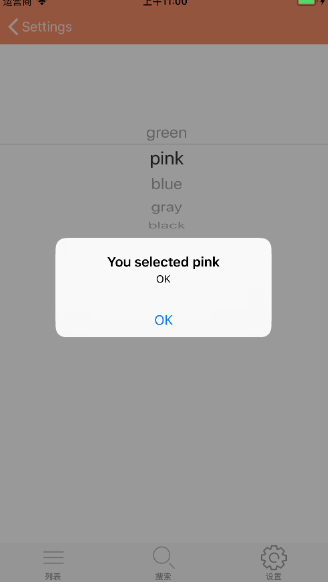 运营商 上午11:00
Settings
green
pink
blue
gray
black
You selected pink
OK
OK
列表 搜索 设置